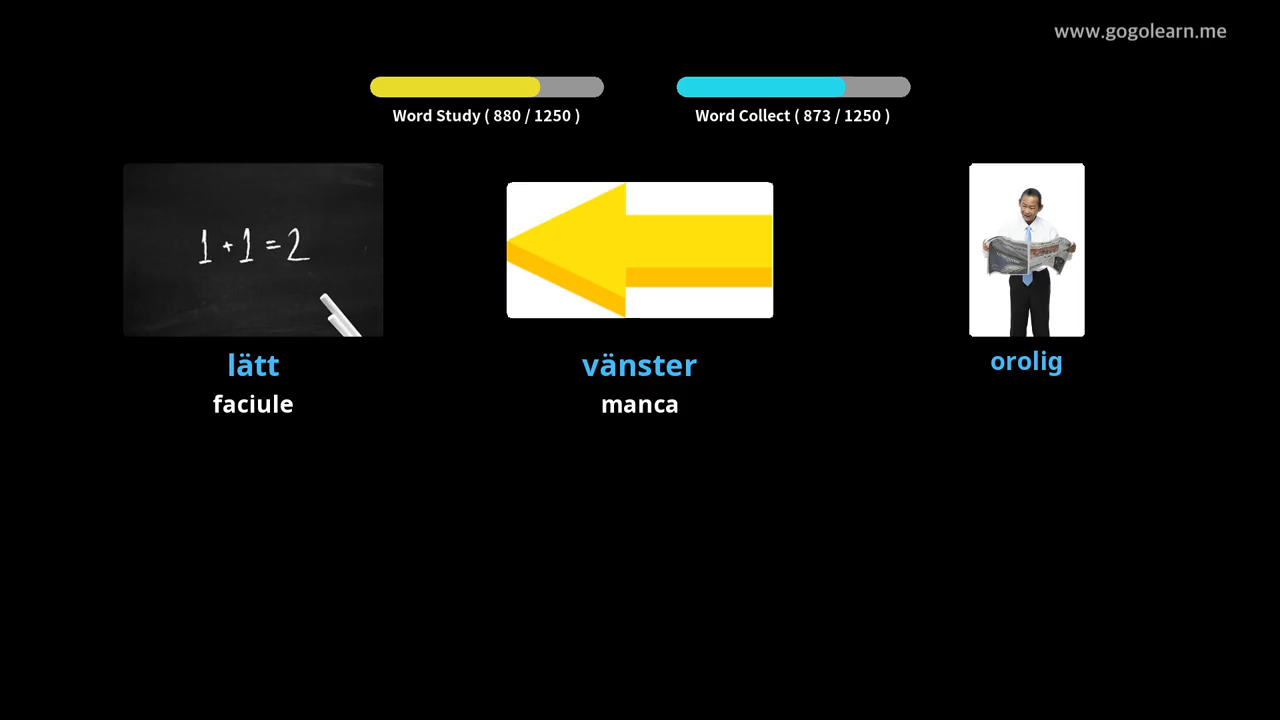 www.gogolearn.me
Word Study ( 880 / 1250 )
Word Collect ( 873 / 1250 )
1 + 1 = 2
lätt
faciule
vänster
manca
orolig